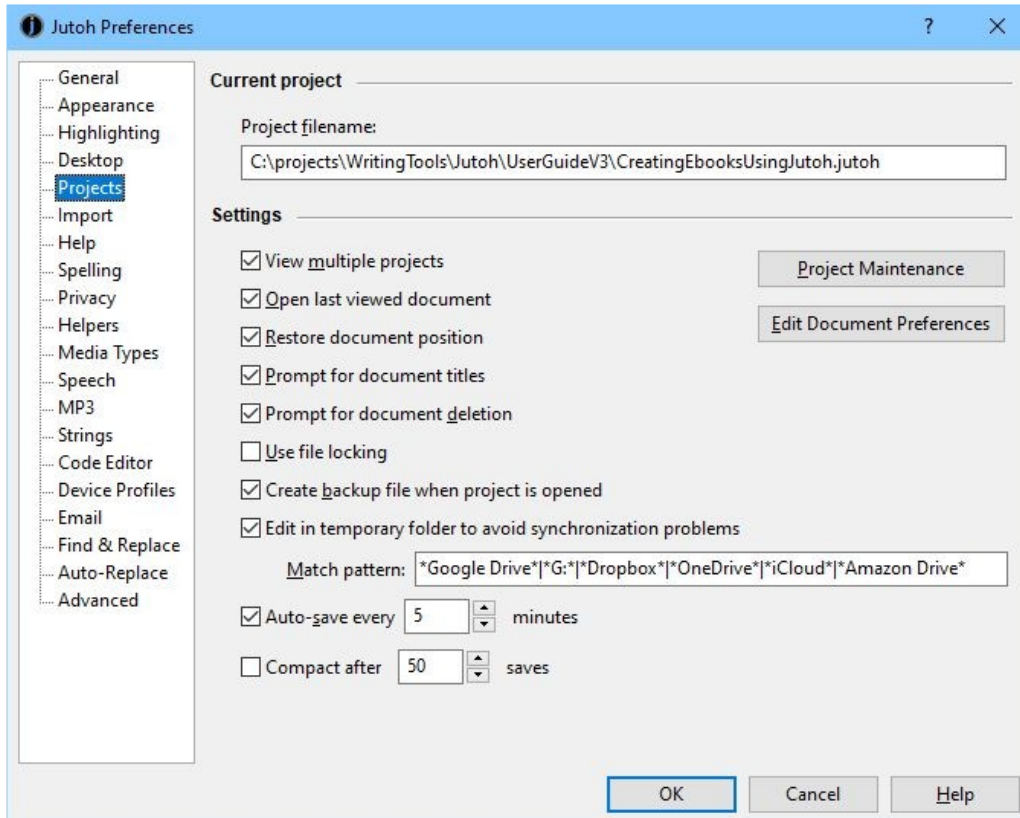 Jutoh Preferences
?
General
Appearance
Highlighting
Desktop
Projects
Import
Help
Spelling
Privacy
Helpers
Media Types
Speech
MP3
Strings
Code Editor
Device Profiles
Email
Find & Replace
Auto-Replace
Advanced
Current project
Project filename:
C:\projects\WritingTools\Jutoh\UserGuideV3\CreatingEbooksUsingJutoh.jutoh
Settings
View multiple projects
Project Maintenance
Open last viewed document
Edit Document Preferences
Restore document position
Prompt for document titles
Prompt for document deletion
Use file locking
Create backup file when project is opened
Edit in temporary folder to avoid synchronization problems
Match pattern: *Google Drive*|*G:*|*Dropbox*|*OneDrive*|*iCloud*|*Amazon Drive*
Auto-save every 5 minutes
Compact after 50 saves
OK Cancel Help